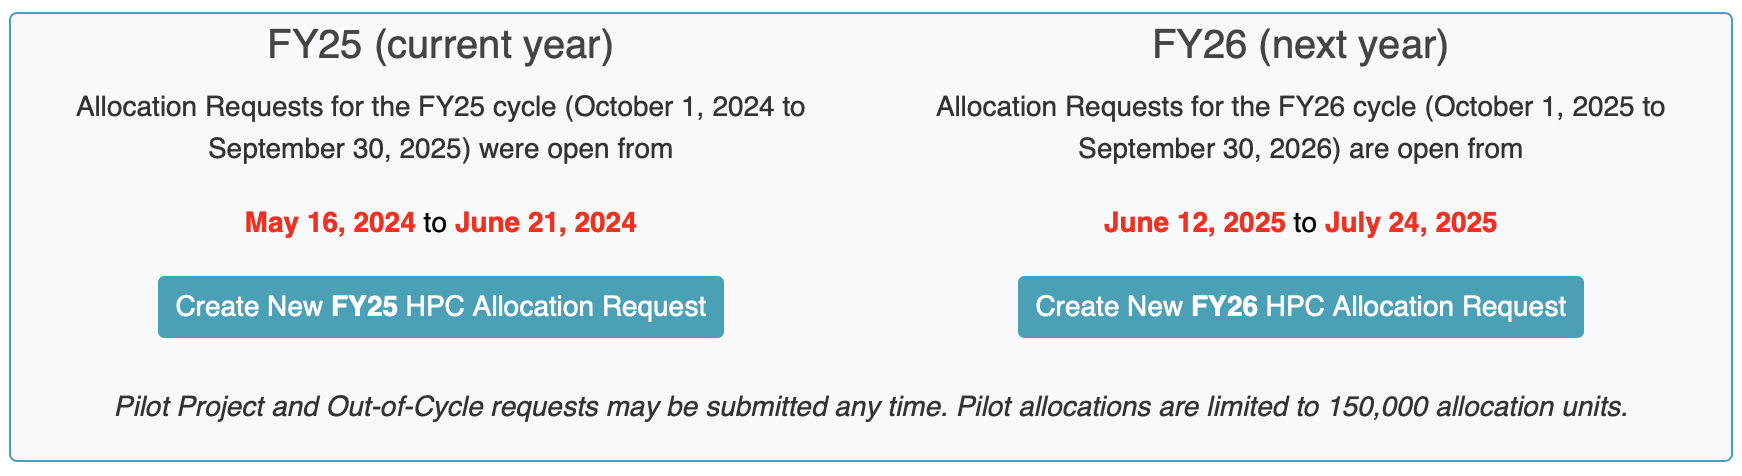 FY25 (current year)
Allocation Requests for the FY25 cycle (October 1, 2024 to
September 30, 2025) were open from
May 16, 2024 to June 21, 2024
Create New FY25 HPC Allocation Request
FY26 (next year)
Allocation Requests for the FY26 cycle (October 1, 2025 to
September 30, 2026) are open from
June 12, 2025 to July 24, 2025
Create New FY26 HPC Allocation Request
Pilot Project and Out-of-Cycle requests may be submitted any time. Pilot allocations are limited to 150,000 allocation units.